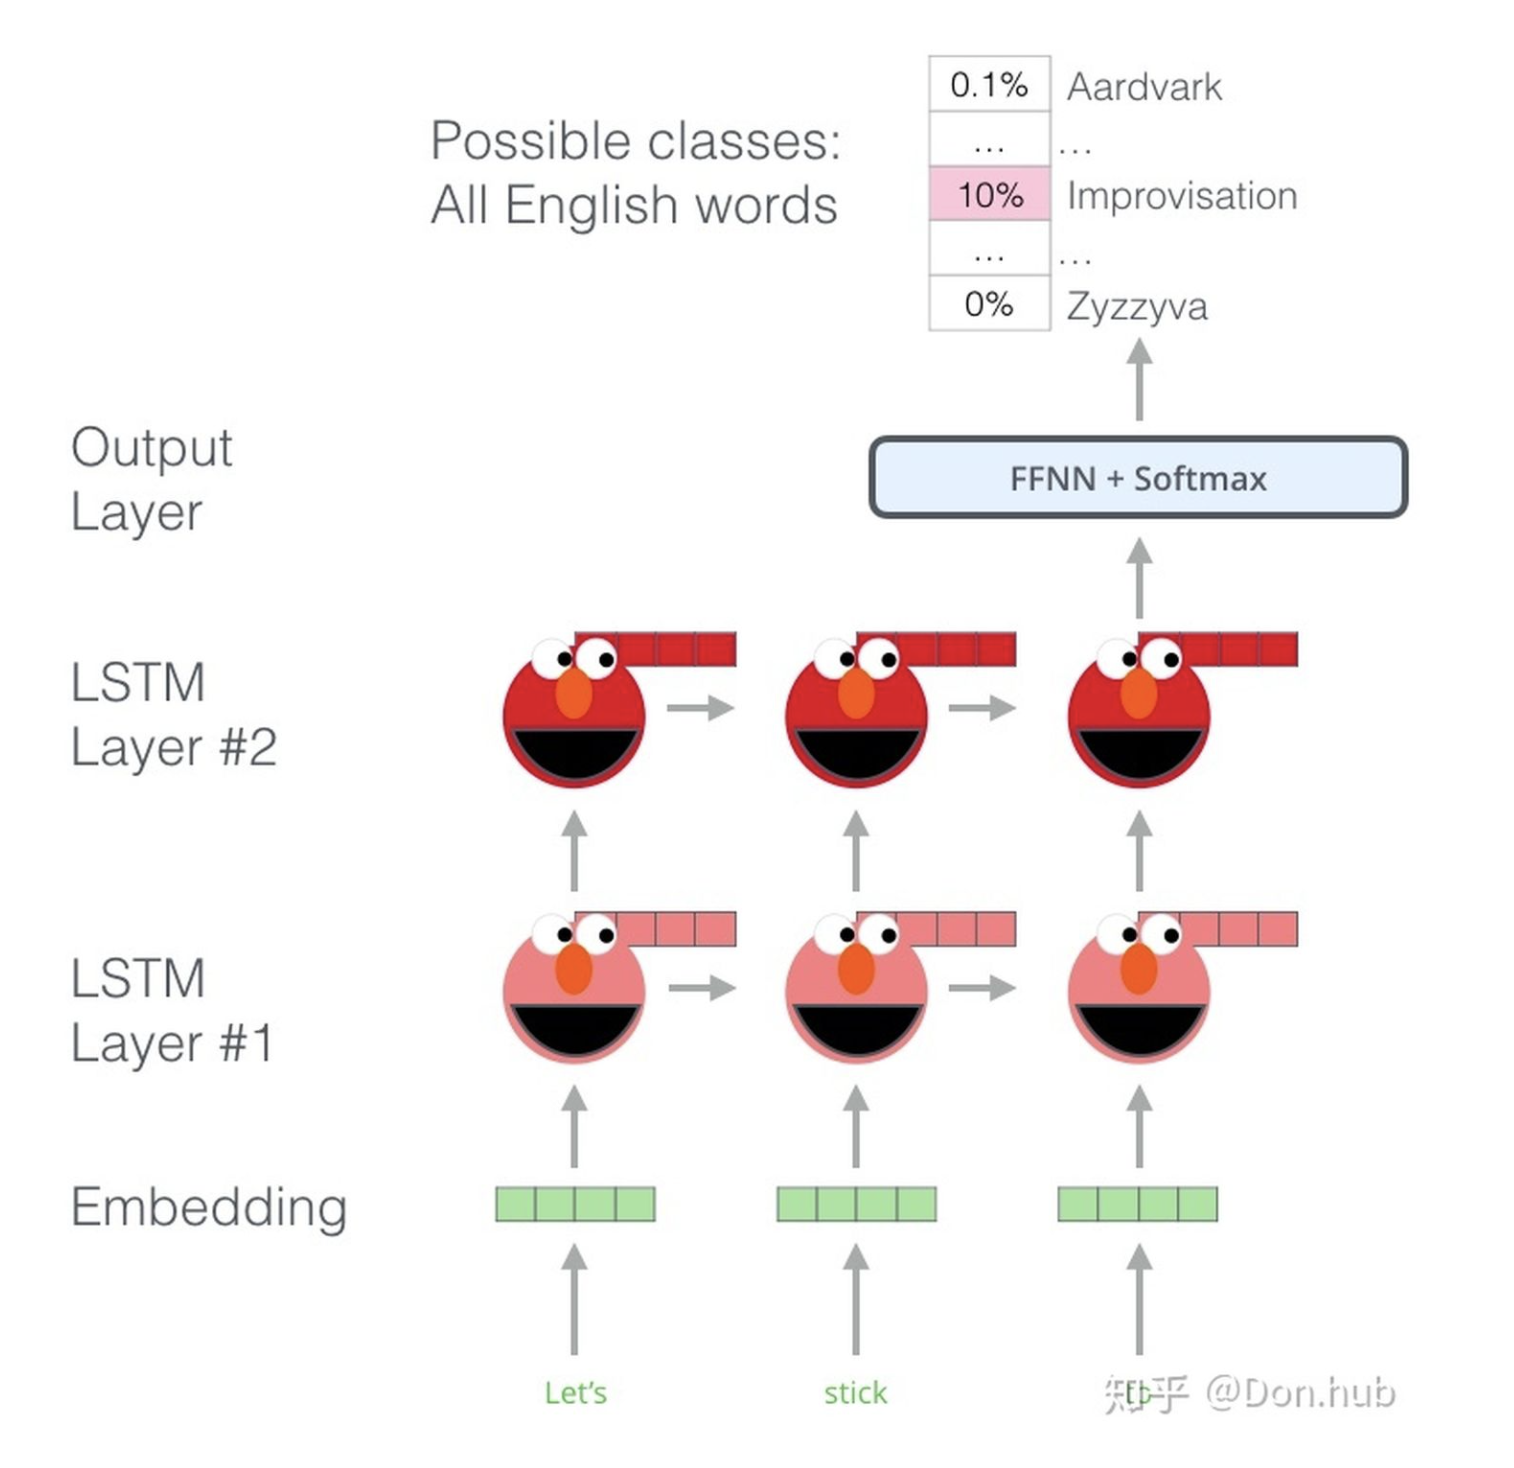 0.1% Aardvark
... ...
Possible classes:
All English words
10% Improvisation
... ...
0% Zyzzyva
Output
Layer
FFNN + Softmax
LSTM
Layer #2
LSTM
Layer #1
Embedding
Let's stick to
知乎 @Don.hub